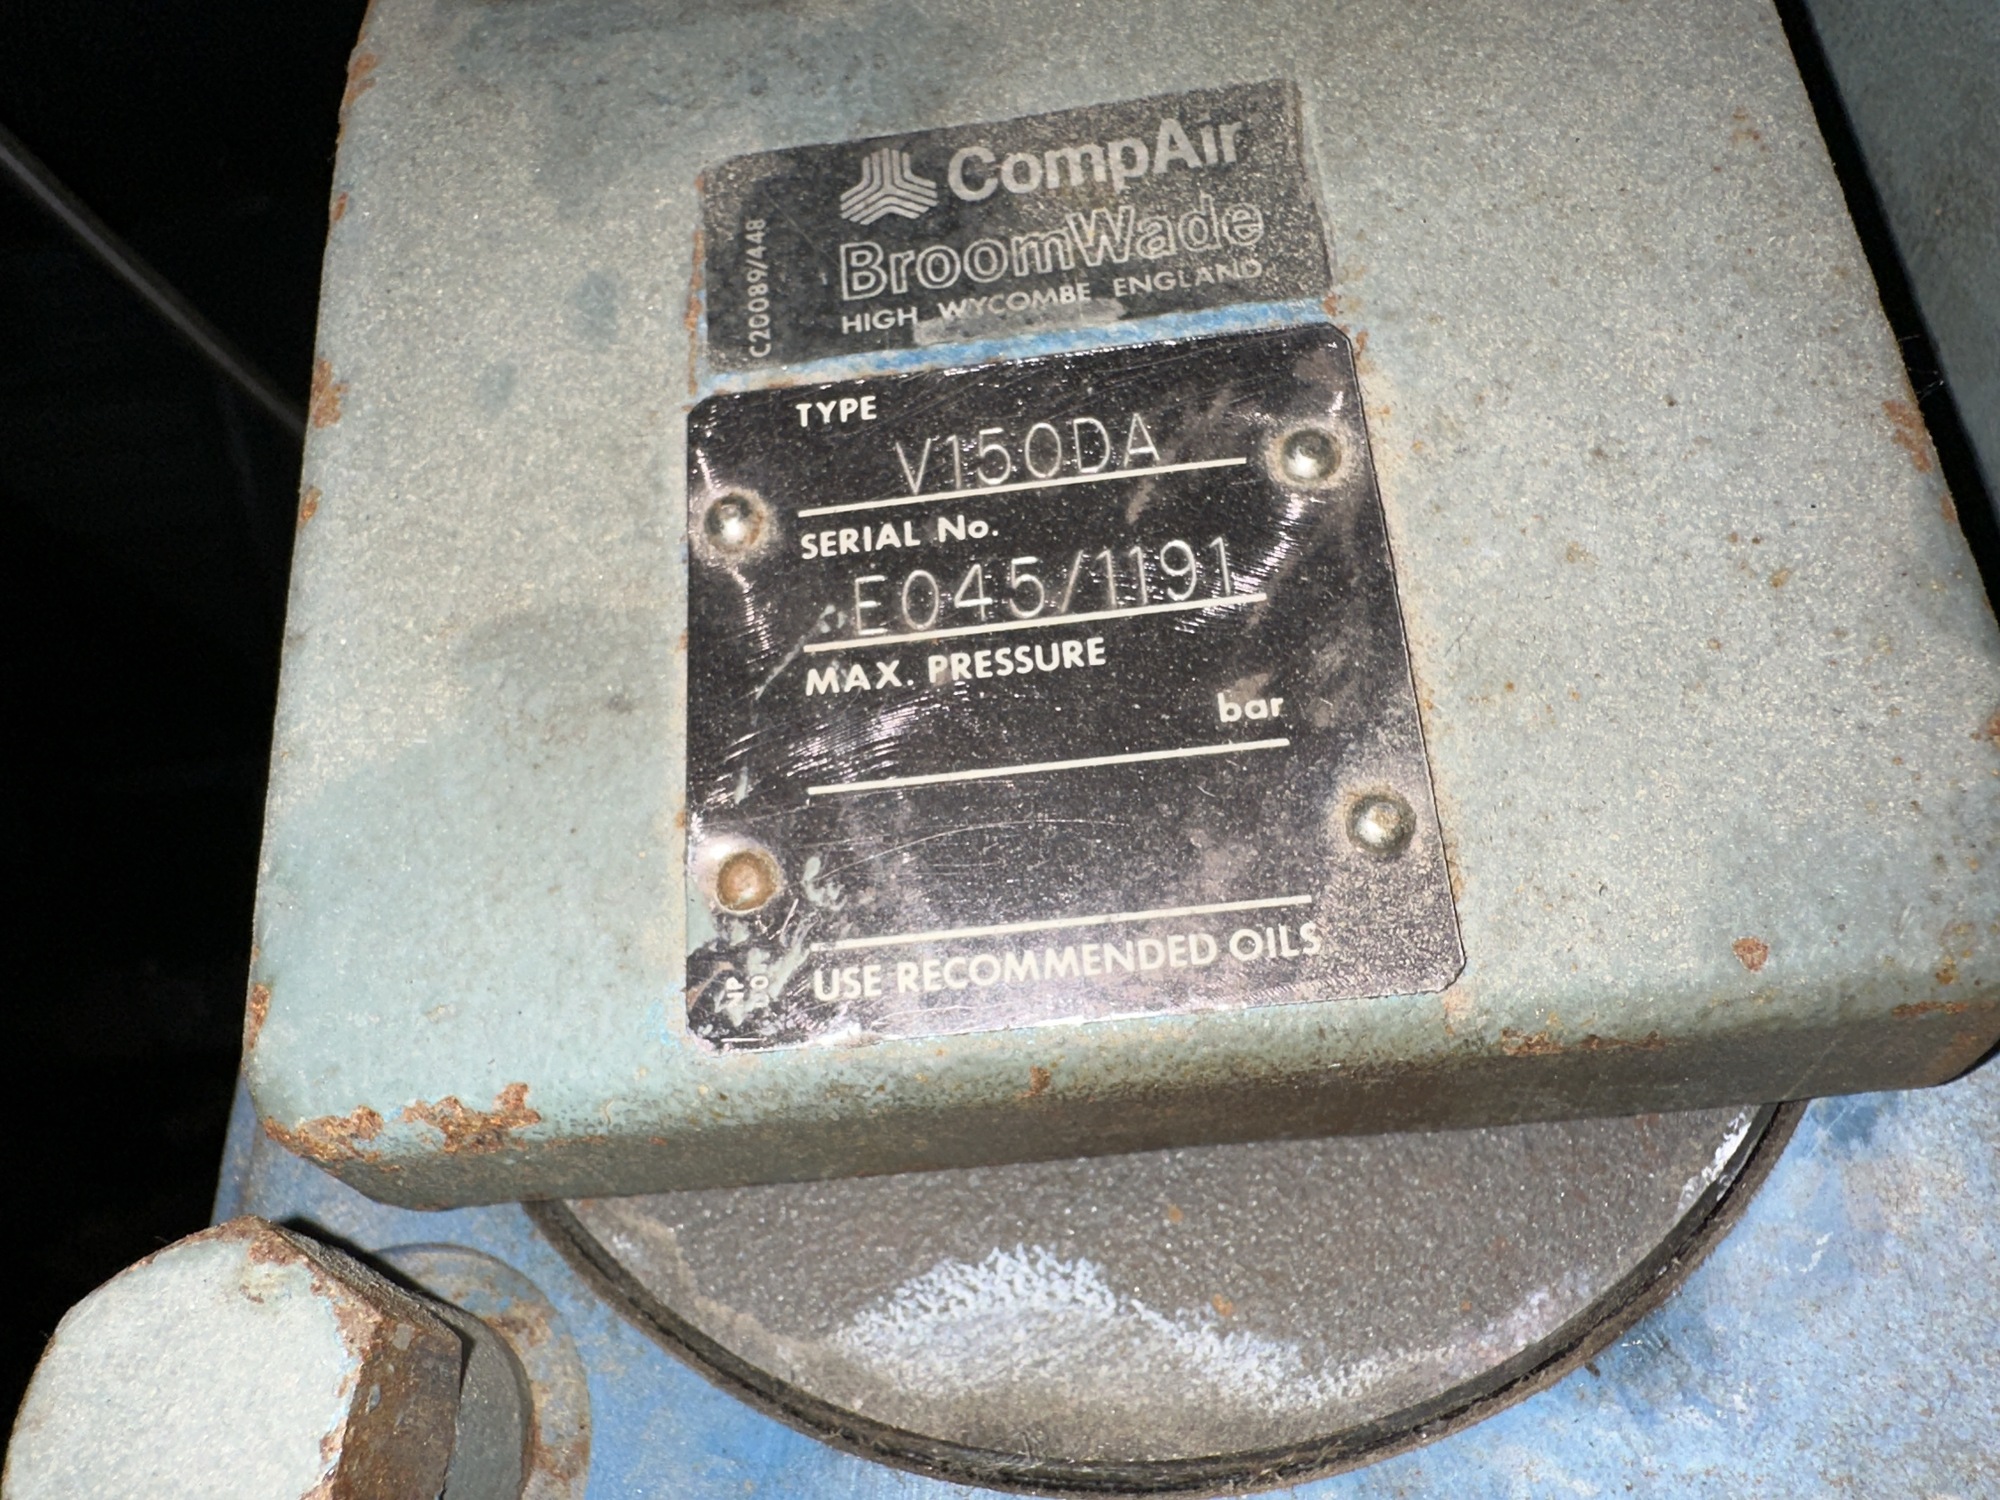 CompAir
BroomWade
HIGH WYCOMBE ENGLAND
C20089/448
TYPE
V150DA
SERIAL No.
E045/1191
MAX. PRESSURE
bar
USE RECOMMENDED OILS